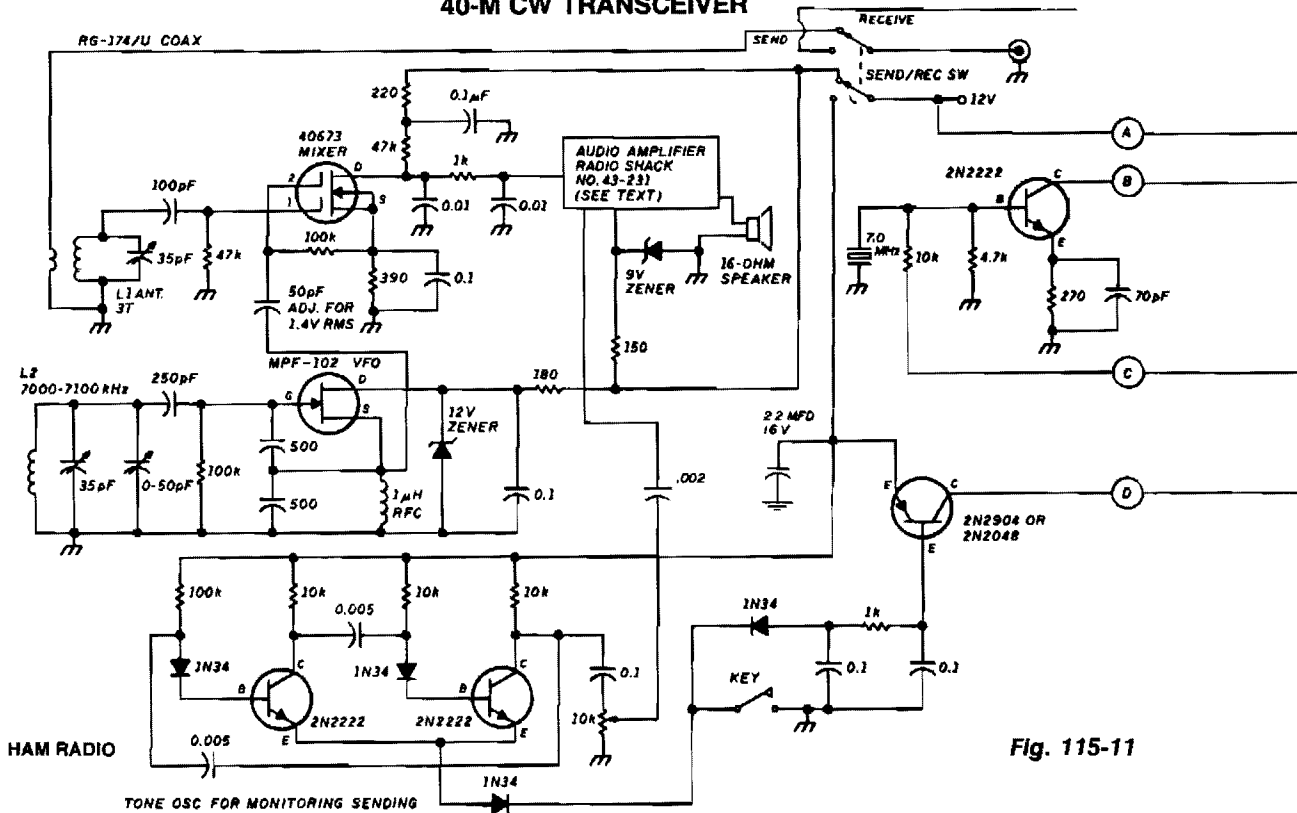 40-M CW TRANSCEIVER
RG-174/U COAX
RECEIVE
SEND
SEND/REC SW
12V
220
0.1µF
40673
MIXER
47k
D
1k
2
1
S
0.01
0.01
AUDIO AMPLIFIER
RADIO SHACK
NO. 43-231
(SEE TEXT)
A
2N2222
C
B
B
E
7.0
MHz
10k
4.7k
270
70pF
100pF
35pF
47k
L1 ANT.
3T
100k
390
0.1
50pF
ADJ. FOR
1.4V RMS
9V
ZENER
16-OHM
SPEAKER
150
MPF-102 VFO
L2
7000-7100 kHz
250pF
G
D
S
180
12V
ZENER
C
35pF
0-50pF
100k
500
500
1µH
RFC
0.1
.002
22 MFD
16 V
E
C
D
2N2904 OR
2N2048
E
100k
10k
10k
10k
0.005
1N34
1N34
C
B
2N2222
E
C
B
2N2222
E
0.1
10k
0.005
1N34
1k
0.1
0.1
KEY
1N34
HAM RADIO
TONE OSC FOR MONITORING SENDING
Fig. 115-11